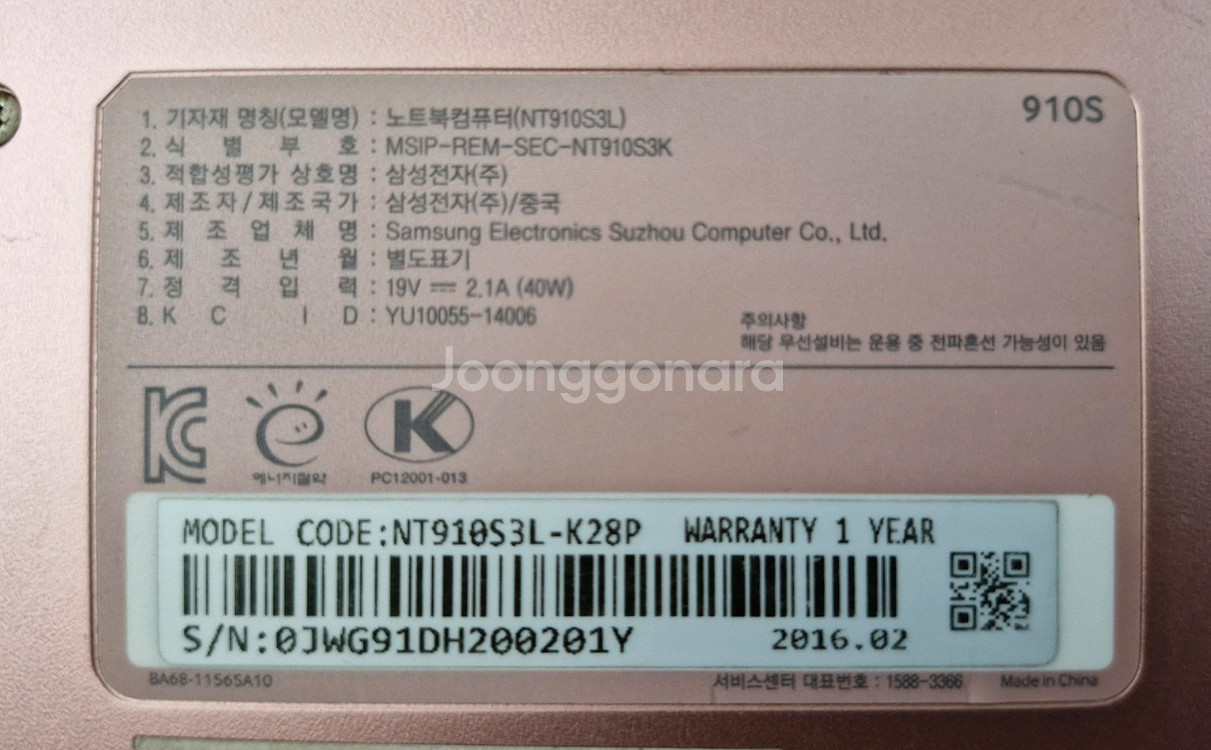 910S
1. 기자재 명칭(모델명) : 노트북컴퓨터(NT910S3L)
2. 식 별 부 호 : MSIP-REM-SEC-NT910S3K
3. 적합성평가 상호명 : 삼성전자(주)
4. 제조자/제조국가 : 삼성전자(주)/중국
5. 제 조 업 체 명 : Samsung Electronics Suzhou Computer Co., Ltd.
6. 제 조 년 월 : 별도표기
7. 정 격 입 력 : 19V ⎓ 2.1A (40W)
8. K C I D : YU10055-14006
주의사항
해당 무선설비는 운용 중 전파혼선 가능성이 있음
Joonggonara
에너지절약
K
PC12001-013
MODEL CODE:NT910S3L-K28P WARRANTY 1 YEAR
S/N:0JWG91DH200201Y 2016.02
BA68-11565A10 서비스센터 대표번호 : 1588-3366 Made in China